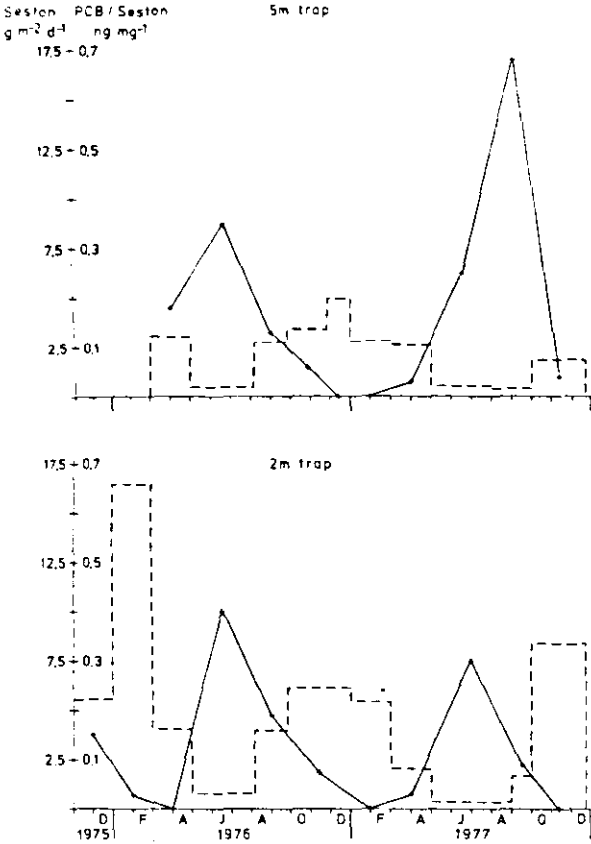 Seston PCB/Seston 5m trap
g m⁻² d⁻¹ ng mg⁻¹
17,5 0,7
12,5 0,5
7,5 0,3
2,5 0,1
17,5 0,7 2m trap
12,5 0,5
7,5 0,3
2,5 0,1
D F A J A O D F A J A O D
1975 1976 1977